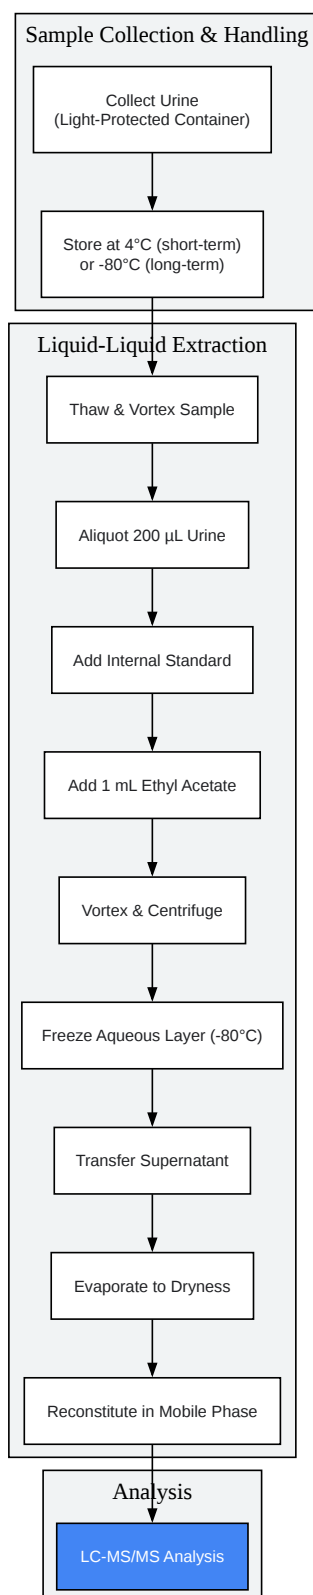 Sample Collection & Handling
Collect Urine
(Light-Protected Container)
Store at 4°C (short-term)
or -80°C (long-term)
Liquid-Liquid Extraction
Thaw & Vortex Sample
Aliquot 200 µL Urine
Add Internal Standard
Add 1 mL Ethyl Acetate
Vortex & Centrifuge
Freeze Aqueous Layer (-80°C)
Transfer Supernatant
Evaporate to Dryness
Reconstitute in Mobile Phase
Analysis
LC-MS/MS Analysis